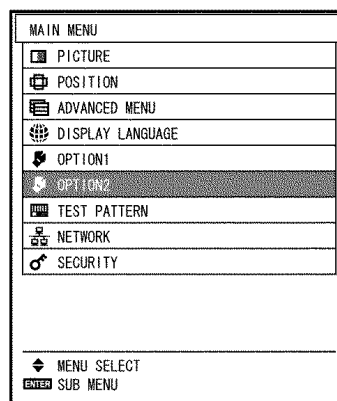 MAIN MENU
PICTURE
POSITION
ADVANCED MENU
DISPLAY LANGUAGE
OPTION1
OPTION2
TEST PATTERN
NETWORK
SECURITY
MENU SELECT
ENTER SUB MENU